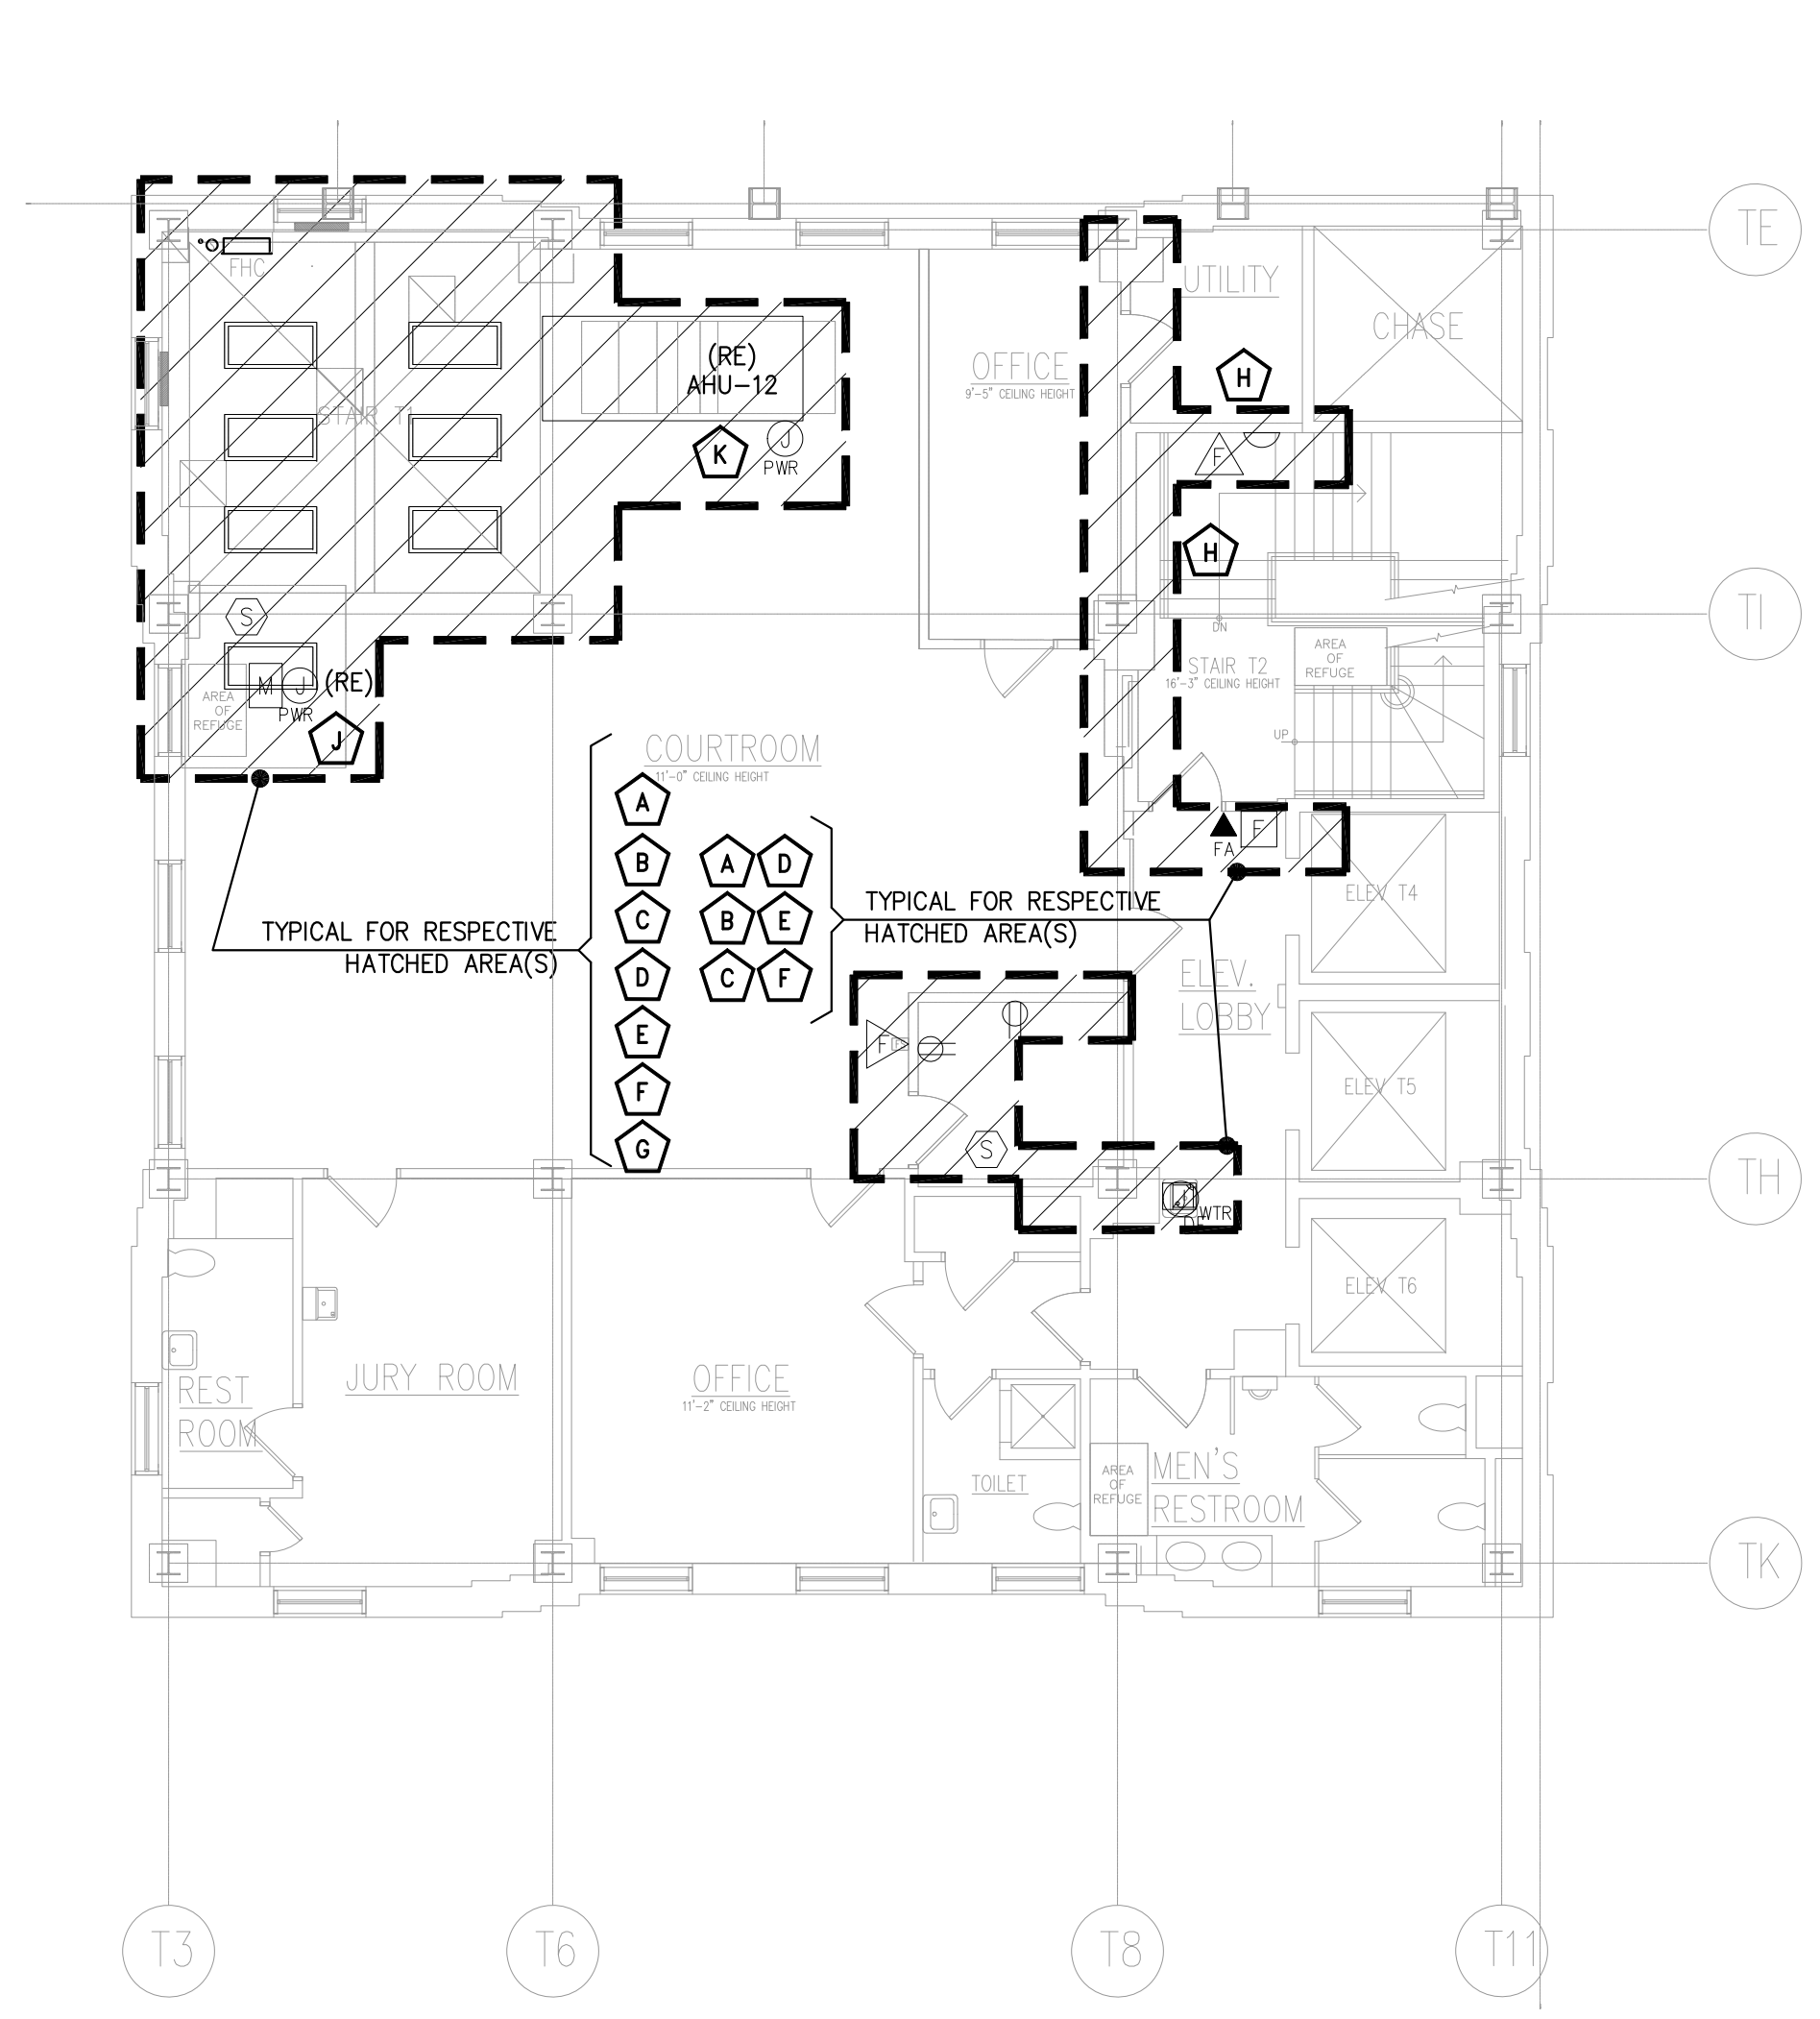 TE
FHC
UTILITY
CHASE
(RE)
AHU-12
OFFICE
9'-5" CEILING HEIGHT
H
STAIR T1
K
J
PWR
F
H
S
TI
DN
AREA
OF
REFUGE
STAIR T2
16'-3" CEILING HEIGHT
M
J
(RE)
AREA
OF
REFUGE
PWR
J
UP
COURTROOM
11'-0" CEILING HEIGHT
A
B
C
D
E
F
G
A D
B E
C F
F
FA
TYPICAL FOR RESPECTIVE
HATCHED AREA(S)
TYPICAL FOR RESPECTIVE
HATCHED AREA(S)
ELEV T4
ELEV.
LOBBY
F
ELEV T5
S
TH
WTR
ELEV T6
JURY ROOM
REST
ROOM
OFFICE
11'-2" CEILING HEIGHT
TOILET
AREA
OF
REFUGE
MEN'S
RESTROOM
TK
T3
T6
T8
T11